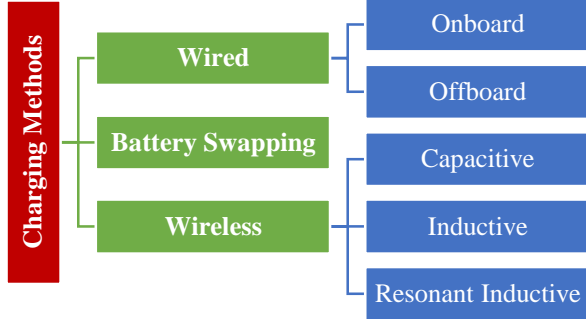 Charging Methods
Wired
Onboard
Offboard
Battery Swapping
Wireless
Capacitive
Inductive
Resonant Inductive